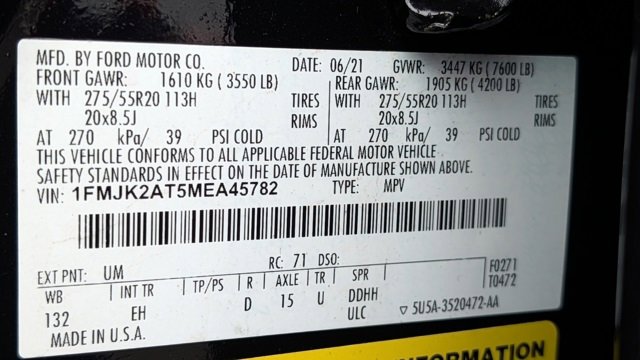 MFD. BY FORD MOTOR CO. DATE: 06/21 GVWR: 3447 KG ( 7600 LB)
FRONT GAWR: 1610 KG ( 3550 LB) REAR GAWR: 1905 KG ( 4200 LB)
WITH 275/55R20 113H TIRES WITH 275/55R20 113H TIRES
20x8.5J RIMS 20x8.5J RIMS
AT 270 kPa/ 39 PSI COLD AT 270 kPa/ 39 PSI COLD
THIS VEHICLE CONFORMS TO ALL APPLICABLE FEDERAL MOTOR VEHICLE
SAFETY STANDARDS IN EFFECT ON THE DATE OF MANUFACTURE SHOWN ABOVE.
VIN: 1FMJK2AT5MEA45782 TYPE: MPV
EXT PNT: UM RC: 71 DSO: F0271
T0472
WB INT TR TP/PS R AXLE TR SPR
132 EH D 15 U DDHH
ULC ▽ 5U5A-3520472-AA
MADE IN U.S.A.
INFORMATION